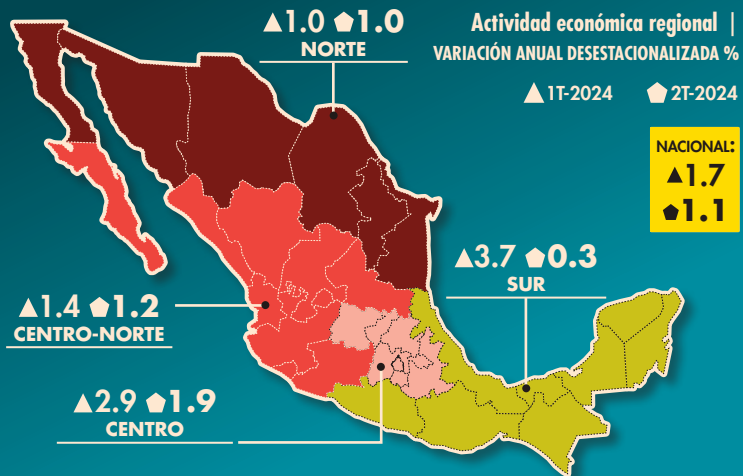 Actividad económica regional |
VARIACIÓN ANUAL DESESTACIONALIZADA %
1T-2024 2T-2024
NACIONAL:
1.7
1.1
1.0 1.0
NORTE
3.7 0.3
SUR
1.4 1.2
CENTRO-NORTE
2.9 1.9
CENTRO